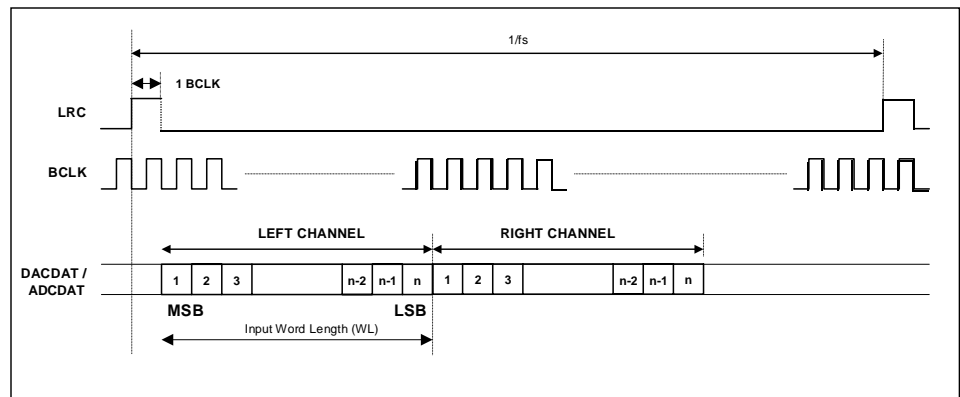 1/fs
1 BCLK
LRC
BCLK
LEFT CHANNEL RIGHT CHANNEL
DACDAT /
ADCDAT
1 2 3 n-2 n-1 n 1 2 3 n-2 n-1 n
MSB LSB
Input Word Length (WL)